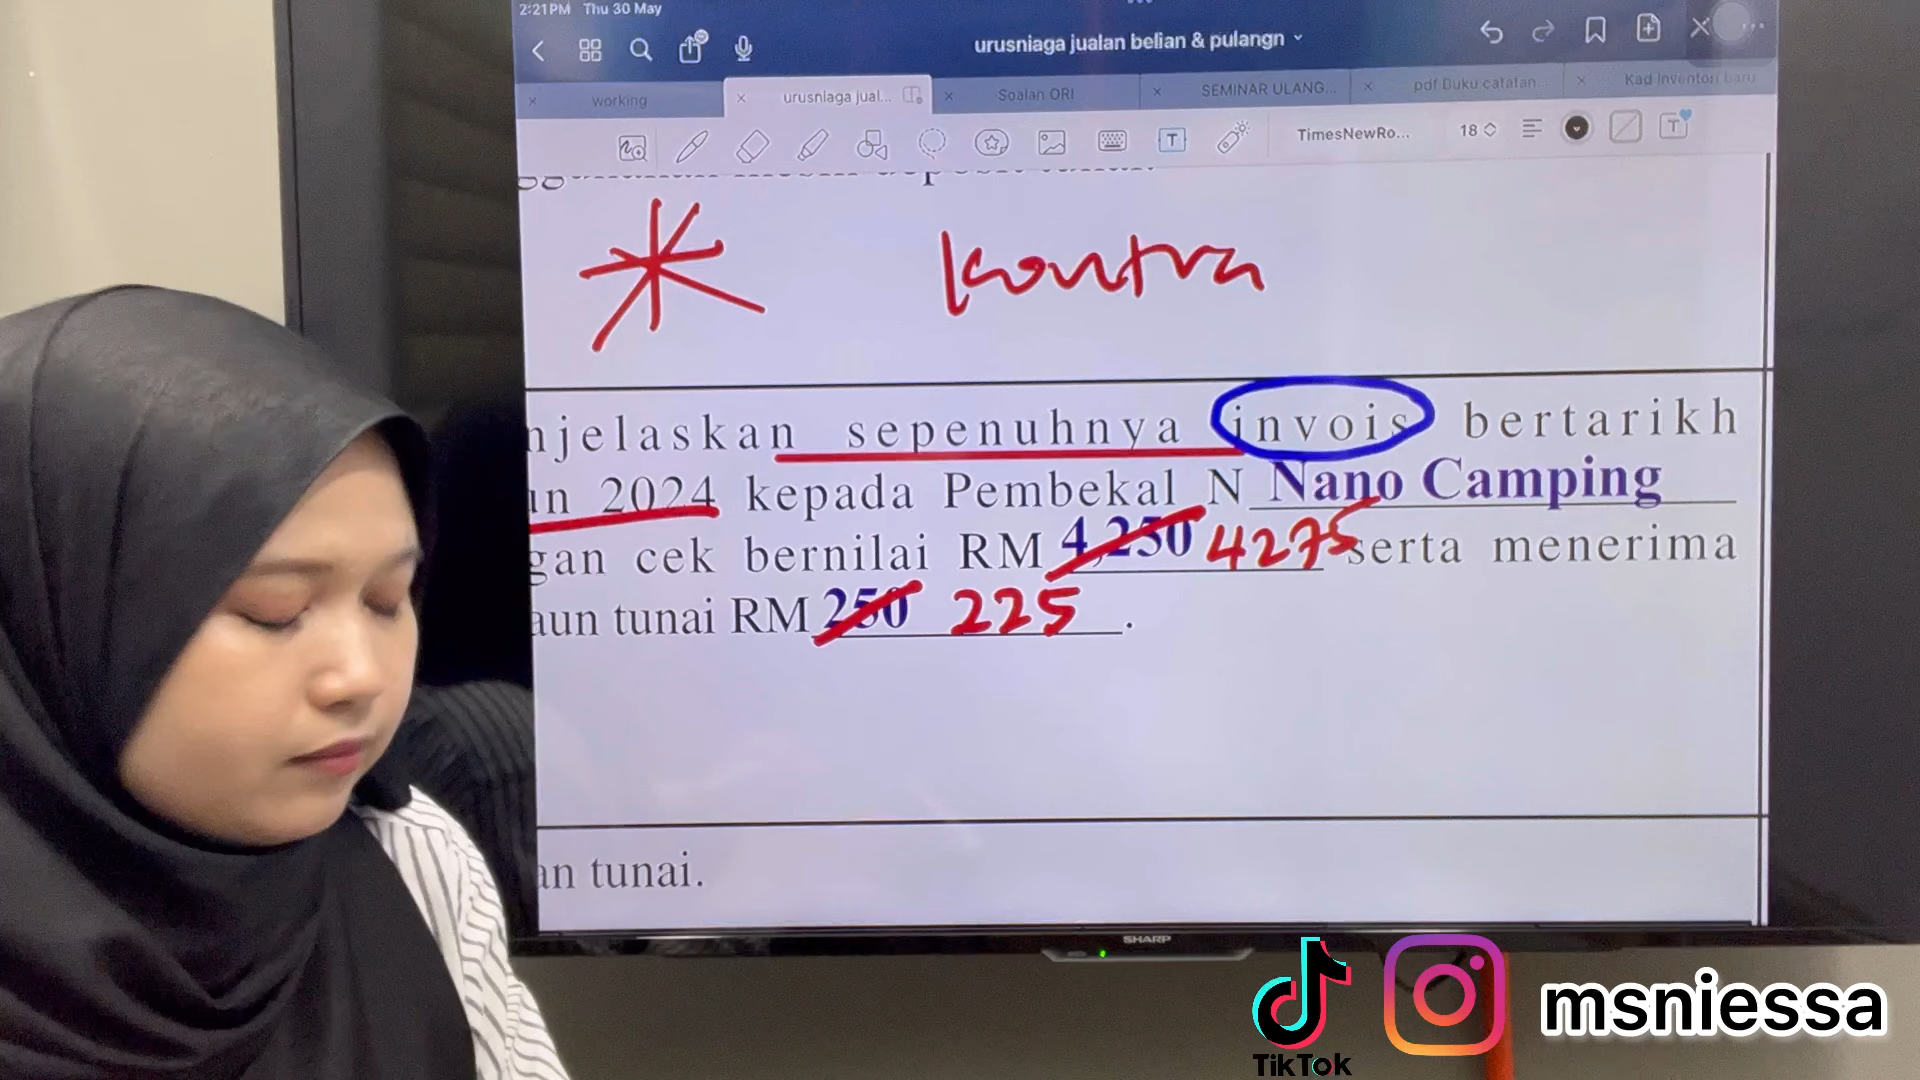 2:21PM Thu 30 May
urusniaga jualan belian & pulangn
working
urusniaga jual...
Soalan ORI
SEMINAR ULANG...
pdf Buku catatan...
Kad Inventori baru
TimesNewRo... 18
kontra
njelaskan sepenuhnya invois bertarikh
un 2024 kepada Pembekal N Nano Camping
gan cek bernilai RM 4,250 4275 serta menerima
aun tunai RM 250 225 .
an tunai.
SHARP
TikTok
msniessa